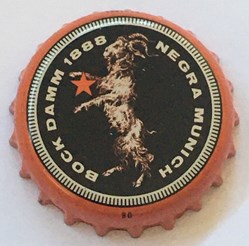 BOCK DAMM 1888
NEGRA MUNICH